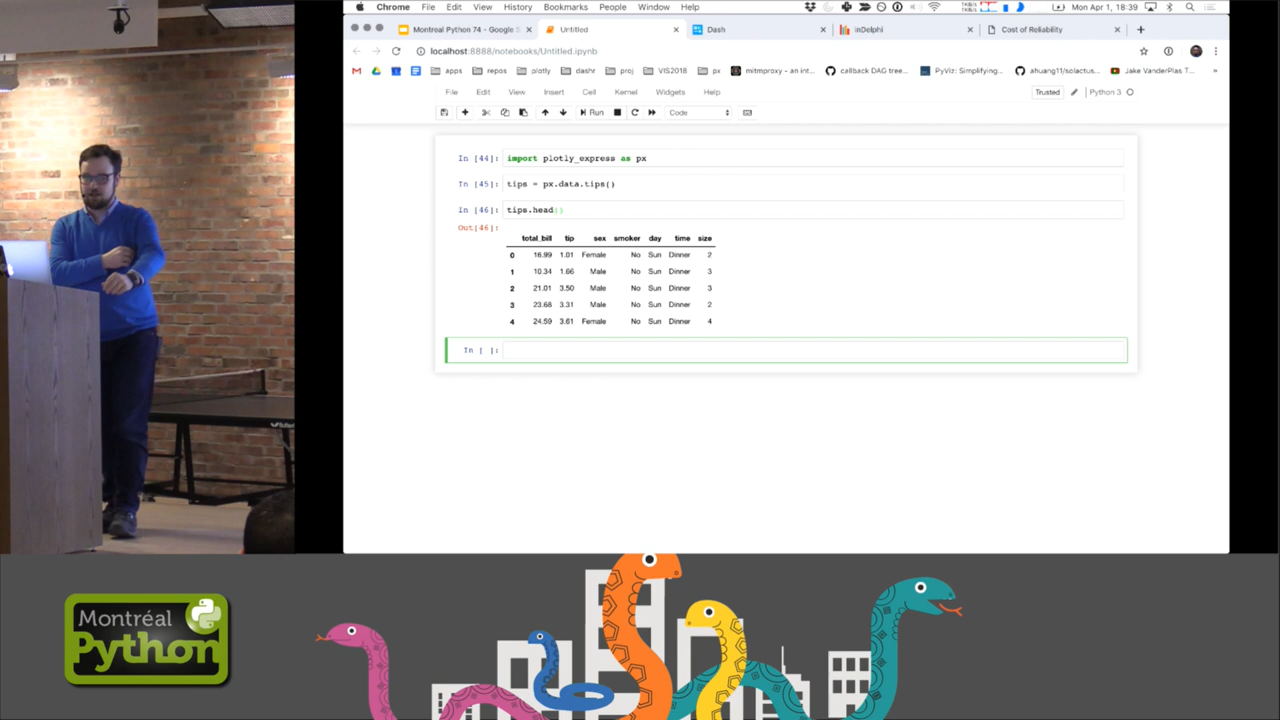 Chrome File Edit View History Bookmarks People Window Help
Mon Apr 1, 18:39
Montreal Python 74 - Google S
Untitled
Dash
inDelphi
Cost of Reliability
localhost:8888/notebooks/Untitled.ipynb
apps
repos
plotly
dashr
proj
VIS2018
px
mitmproxy - an int...
callback DAG tree...
PyViz: Simplifying...
ahuang11/solactus...
Jake VanderPlas T...
»
File Edit View Insert Cell Kernel Widgets Help
Trusted
Python 3
Run
Code
In [44]: import plotly_express as px
In [45]: tips = px.data.tips()
In [46]: tips.head()
Out[46]:
total_bill tip sex smoker day time size
0 16.99 1.01 Female No Sun Dinner 2
1 10.34 1.66 Male No Sun Dinner 3
2 21.01 3.50 Male No Sun Dinner 3
3 23.68 3.31 Male No Sun Dinner 2
4 24.59 3.61 Female No Sun Dinner 4
In [ ]:
Montréal
Python